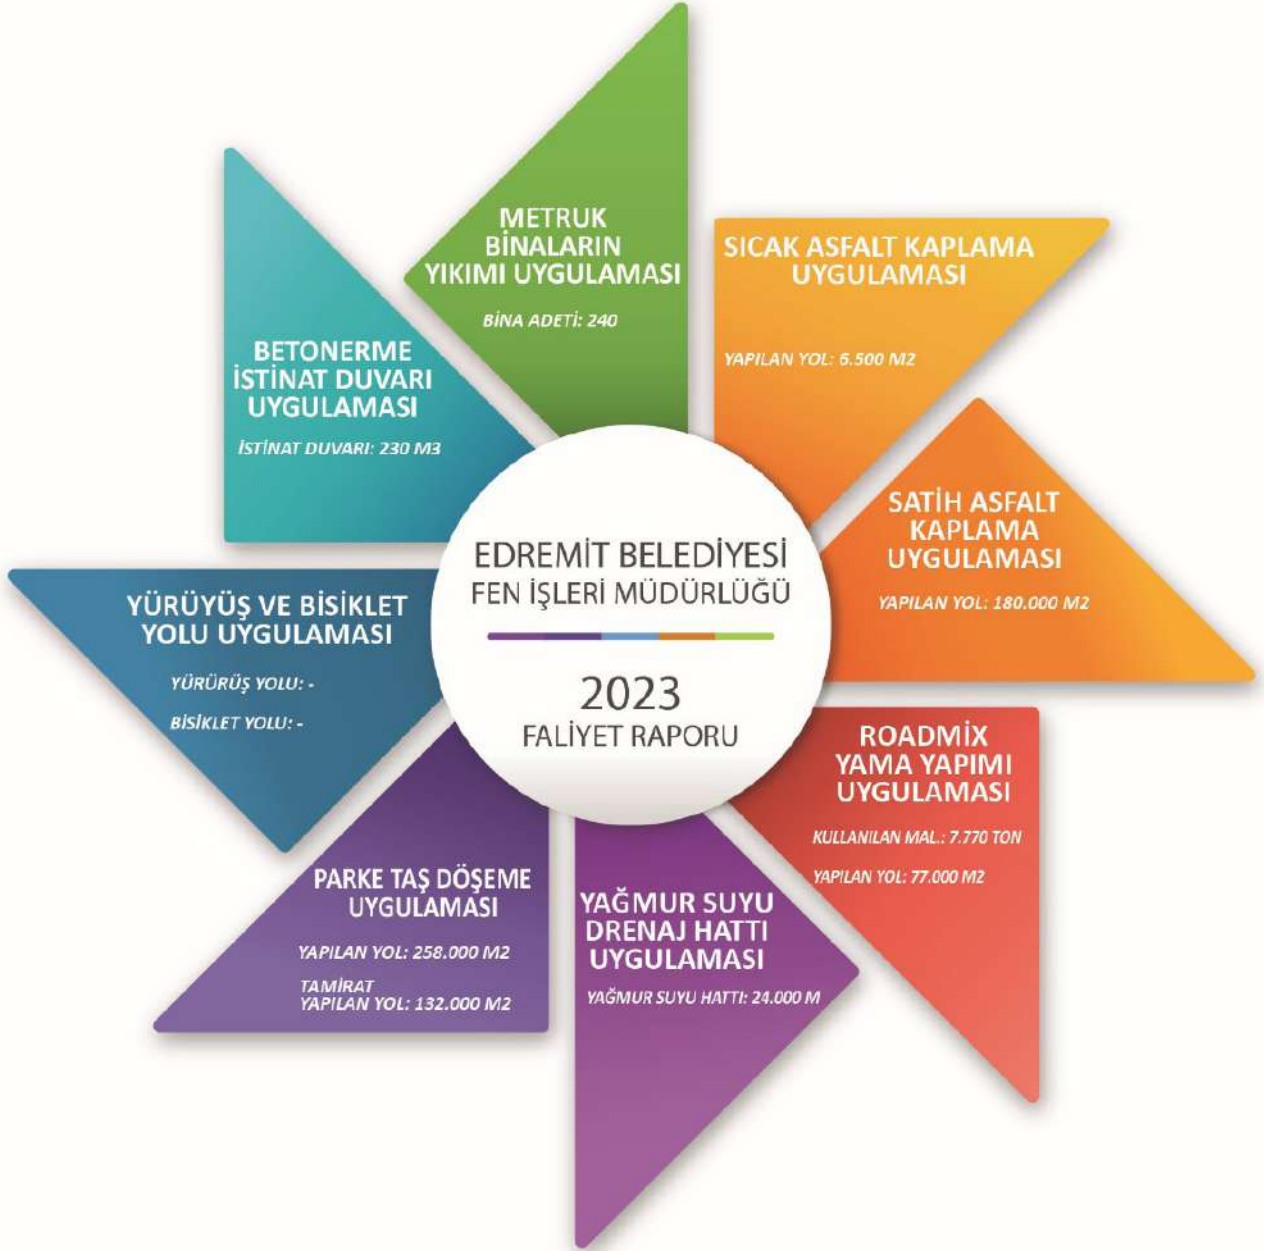 METRUK
BİNALARIN
YIKIMI UYGULAMASI
BİNA ADETİ: 240
SICAK ASFALT KAPLAMA
UYGULAMASI
YAPILAN YOL: 6.500 M2
SATİH ASFALT
KAPLAMA
UYGULAMASI
YAPILAN YOL: 180.000 M2
ROADMİX
YAMA YAPIMI
UYGULAMASI
KULLANILAN MAL.: 7.770 TON
YAPILAN YOL: 77.000 M2
YAĞMUR SUYU
DRENAJ HATTI
UYGULAMASI
YAĞMUR SUYU HATTI: 24.000 M
PARKE TAŞ DÖŞEME
UYGULAMASI
YAPILAN YOL: 258.000 M2
TAMİRAT
YAPILAN YOL: 132.000 M2
YÜRÜYÜŞ VE BISIKLET
YOLU UYGULAMASI
YÜRÜRÜŞ YOLU: -
BISİKLET YOLU: -
BETONERME
İSTİNAT DUVARI
UYGULAMASI
İSTİNAT DUVARI: 230 M3
EDREMİT BELEDİYESİ
FEN İŞLERİ MÜDÜRLÜĞÜ
2023
FALİYET RAPORU